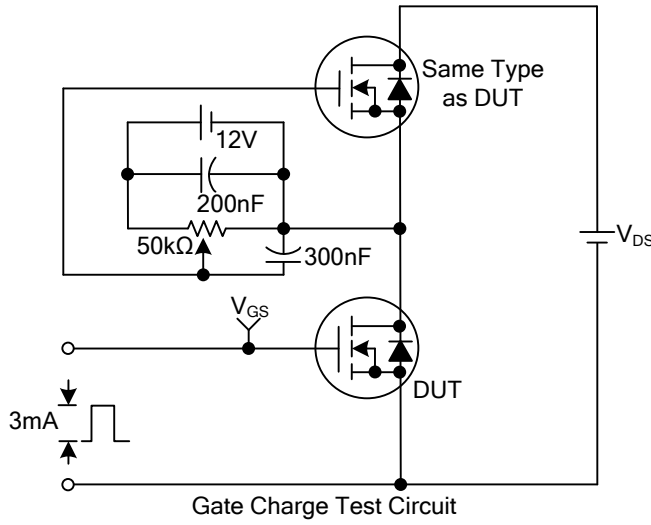 Same Type
as DUT
12V
200nF
50kΩ
300nF
V_DS
V_GS
DUT
3mA
Gate Charge Test Circuit